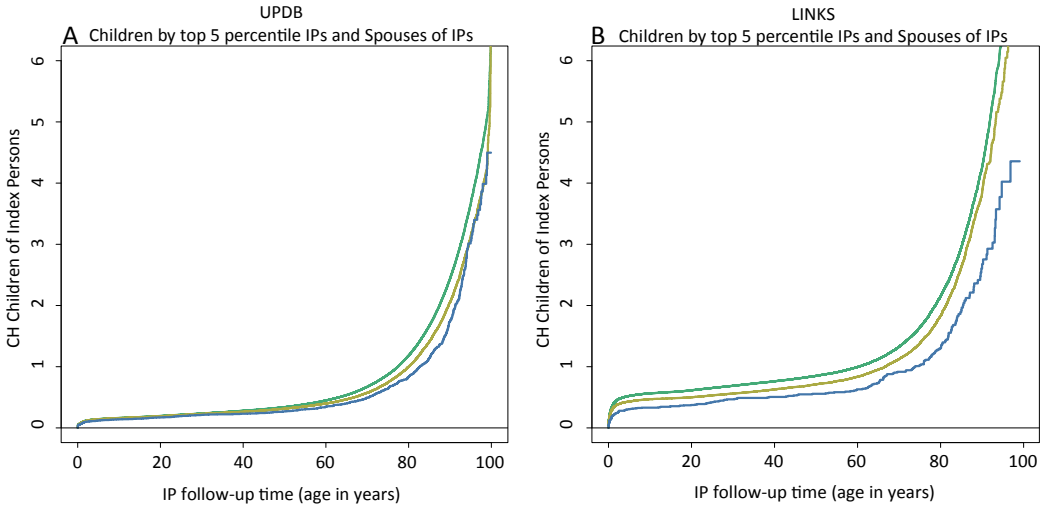 UPDB
A Children by top 5 percentile IPs and Spouses of IPs
CH Children of Index Persons
6
5
4
3
2
1
0
0 20 40 60 80 100
IP follow-up time (age in years)
LINKS
B Children by top 5 percentile IPs and Spouses of IPs
CH Children of Index Persons
6
5
4
3
2
1
0
0 20 40 60 80 100
IP follow-up time (age in years)